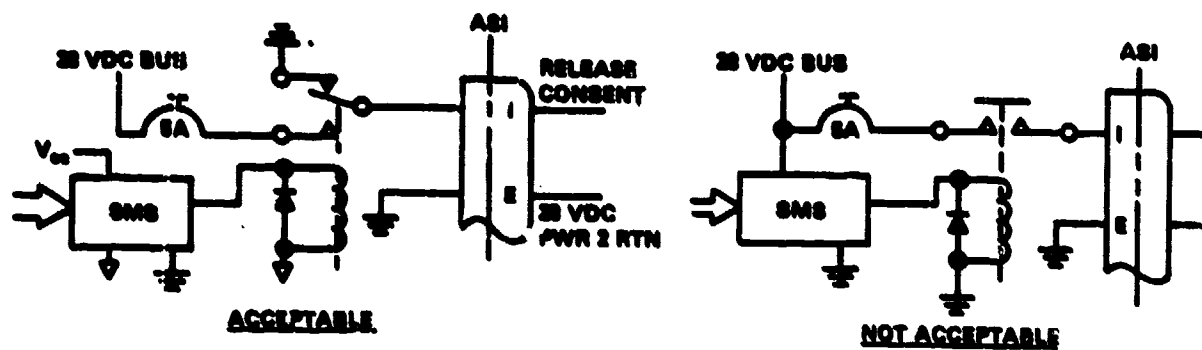 ASI
28 VDC BUS
RELEASE
CONSENT
5A
I
SMS
E
28 VDC
PWR 2 RTN
ACCEPTABLE
ASI
28 VDC BUS
5A
I
SMS
E
NOT ACCEPTABLE